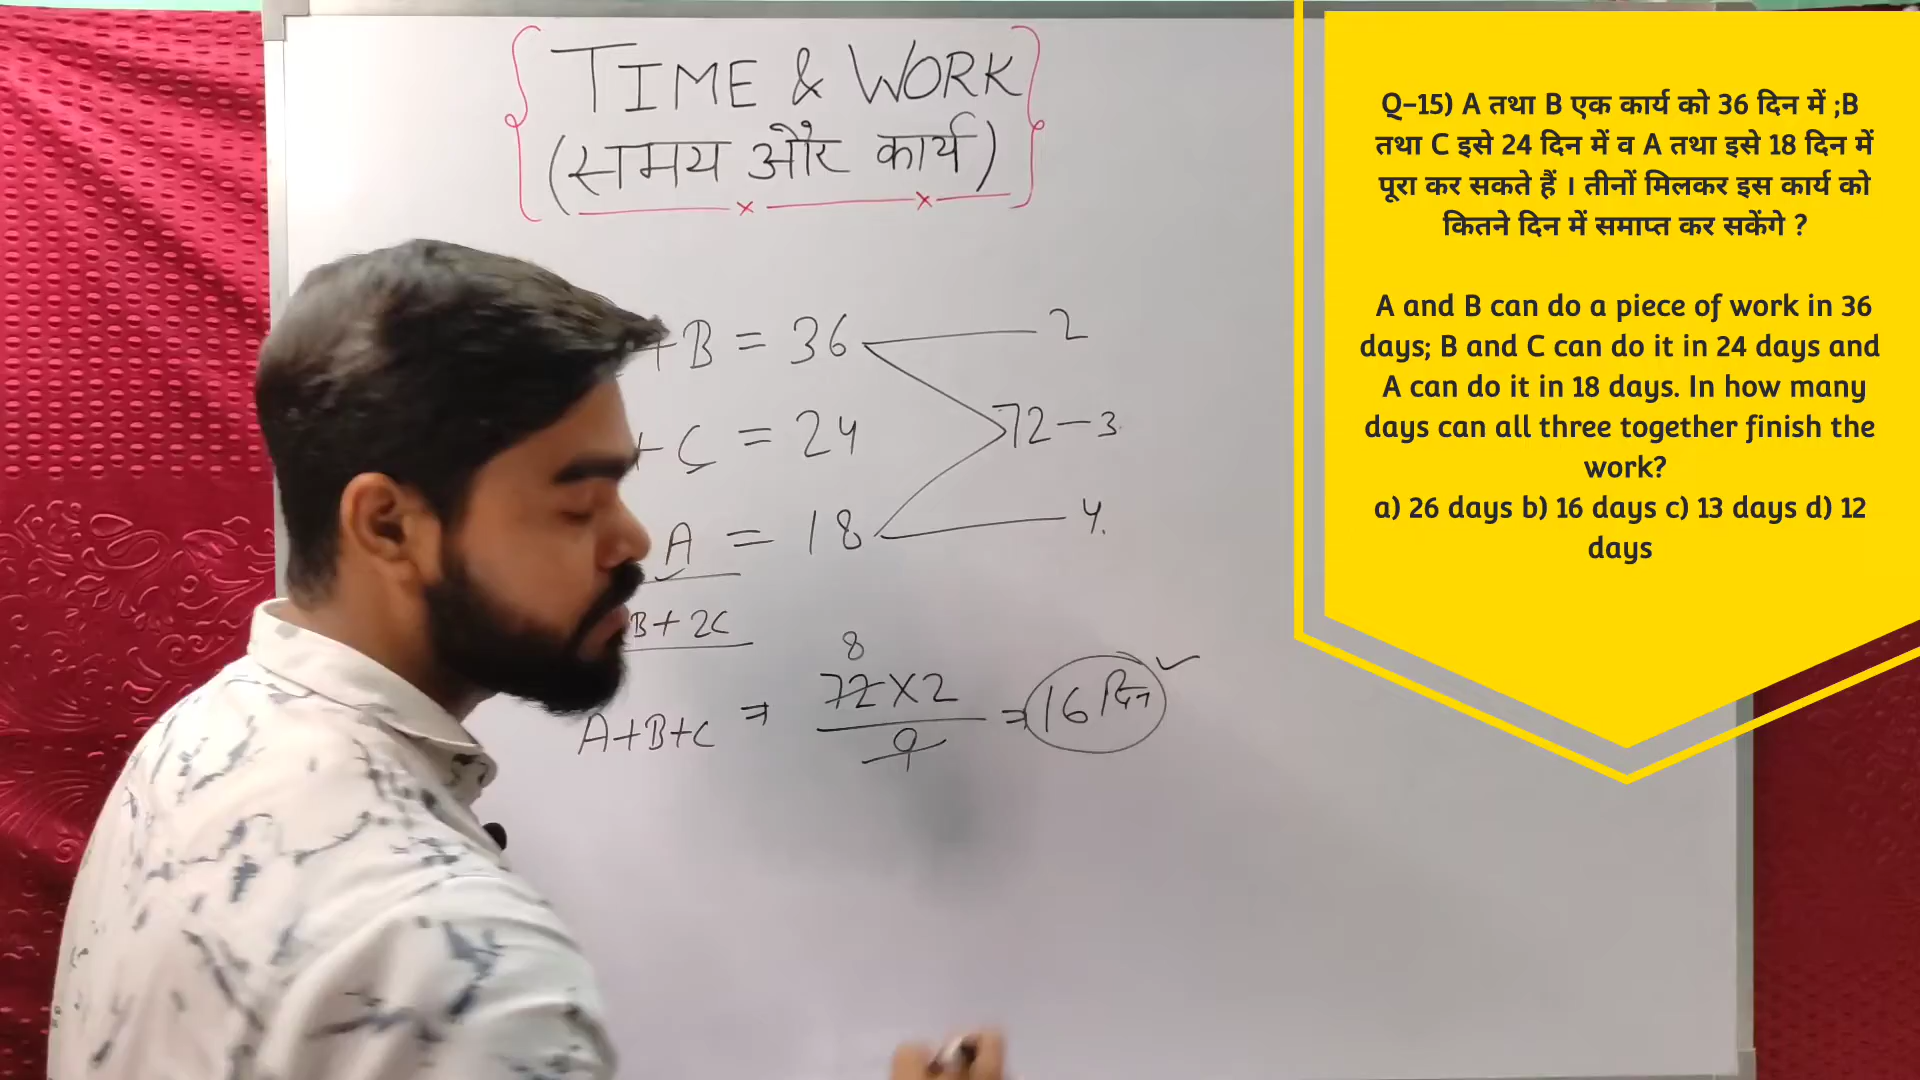 TIME & WORK
(समय और कार्य)
+ B = 36
2
+ C = 24
72 - 3
A = 18
4
B + 2C
8
A+B+C ⇒ 72 X 2 / 9 ⇒ 16 दिन ✓
Q-15) A तथा B एक कार्य को 36 दिन में ;B
तथा C इसे 24 दिन में व A तथा इसे 18 दिन में
पूरा कर सकते हैं । तीनों मिलकर इस कार्य को
कितने दिन में समाप्त कर सकेंगे ?
A and B can do a piece of work in 36
days; B and C can do it in 24 days and
A can do it in 18 days. In how many
days can all three together finish the
work?
a) 26 days b) 16 days c) 13 days d) 12
days